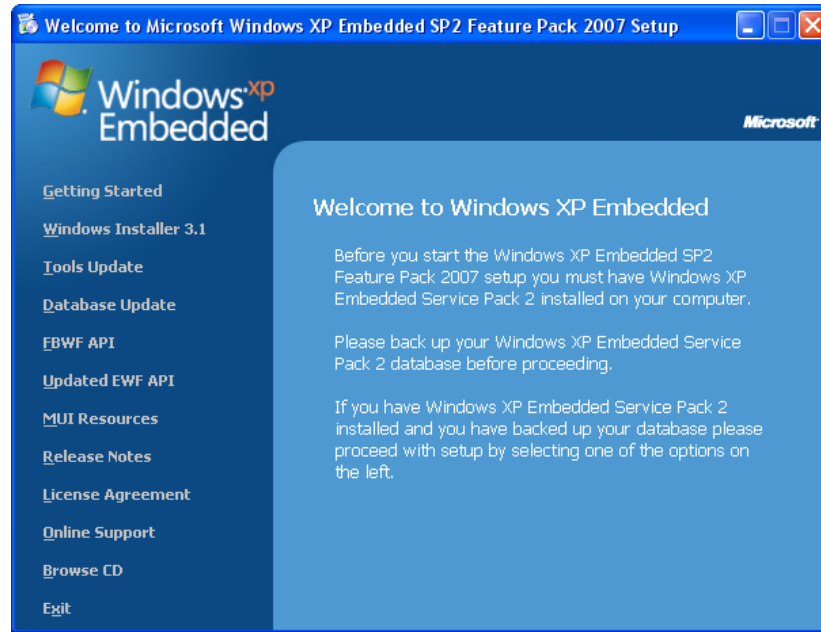 Welcome to Microsoft Windows XP Embedded SP2 Feature Pack 2007 Setup
Windows xp
Embedded
Microsoft
Getting Started
Windows Installer 3.1
Tools Update
Database Update
FBWF API
Updated EWF API
MUI Resources
Release Notes
License Agreement
Online Support
Browse CD
Exit
Welcome to Windows XP Embedded
Before you start the Windows XP Embedded SP2
Feature Pack 2007 setup you must have Windows XP
Embedded Service Pack 2 installed on your computer.
Please back up your Windows XP Embedded Service
Pack 2 database before proceeding.
If you have Windows XP Embedded Service Pack 2
installed and you have backed up your database please
proceed with setup by selecting one of the options on
the left.